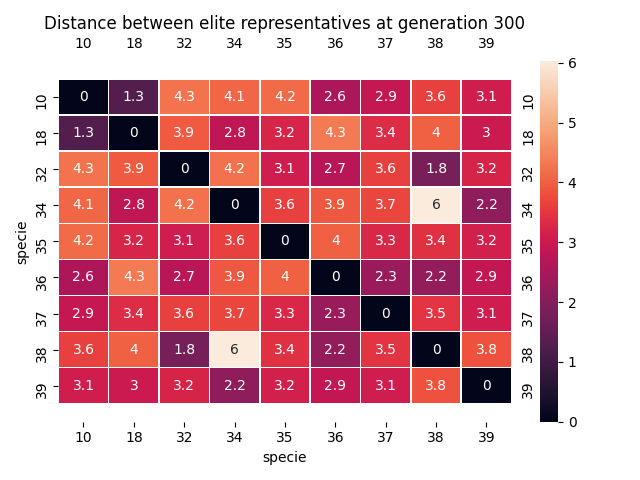 Distance between elite representatives at generation 300
10 18 32 34 35 36 37 38 39
10 0 1.3 4.3 4.1 4.2 2.6 2.9 3.6 3.1 10
18 1.3 0 3.9 2.8 3.2 4.3 3.4 4 3 18
32 4.3 3.9 0 4.2 3.1 2.7 3.6 1.8 3.2 32
34 4.1 2.8 4.2 0 3.6 3.9 3.7 6 2.2 34
35 4.2 3.2 3.1 3.6 0 4 3.3 3.4 3.2 35
36 2.6 4.3 2.7 3.9 4 0 2.3 2.2 2.9 36
37 2.9 3.4 3.6 3.7 3.3 2.3 0 3.5 3.1 37
38 3.6 4 1.8 6 3.4 2.2 3.5 0 3.8 38
39 3.1 3 3.2 2.2 3.2 2.9 3.1 3.8 0 39
10 18 32 34 35 36 37 38 39
specie
specie
6
5
4
3
2
1
0